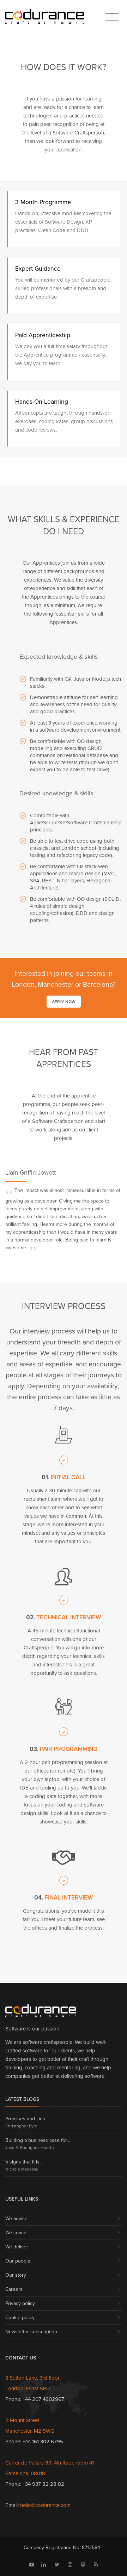 codurance
craft at heart
HOW DOES IT WORK?
If you have a passion for learning
and are ready for a chance to learn
technologies and practices needed
to gain peer-recognition of being at
the level of a Software Craftsperson,
then we look forward to receiving
your application.
3 Month Programme
Hands on, intensive modules covering the
essentials of Software Design, XP
practices, Clean Code and DDD.
Expert Guidance
You will be mentored by our Craftspeople,
skilled professionals with a breadth and
depth of expertise.
Paid Apprenticeship
We pay you a full-time salary throughout
the Apprentice programme - essentially,
we pay you to learn.
Hands-On Learning
All concepts are taught through hands-on
exercises, coding katas, group discussions
and code reviews.
WHAT SKILLS & EXPERIENCE
DO I NEED
Our Apprentices join us from a wide
range of different backgrounds and
experiences. We value the diversity
of experience and skill that each of
the Apprentices brings to the course
though, as a minimum, we require
the following 'essential' skills for all
Apprentices.
Expected knowledge & skills
Familiarity with C#, Java or Node.js tech
stacks.
Demonstrable attitude for self-learning
and awareness of the need for quality
and good practices.
At least 3 years of experience working
in a software development environment.
Be comfortable with OO design,
modelling and executing CRUD
commands on relational database and
be able to write tests (though we don't
expect you to be able to test drive).
Desired knowledge & skills
Comfortable with
Agile/Scrum/XP/Software Craftsmanship
principles.
Be able to test drive code using both
classicist and London school (including
testing and refactoring legacy code).
Be comfortable with full stack web
applications and macro design (MVC,
SPA, REST, N tier layers, Hexagonal
Architecture).
Be comfortable with OO design (SOLID,
4 rules of simple design,
coupling/cohesion), DDD and design
patterns.
Interested in joining our teams in
London, Manchester or Barcelona?
APPLY NOW
HEAR FROM PAST
APPRENTICES
At the end of the apprentice
programme, our people seek peer-
recognition of having reached the level
of a Software Craftsperson and start
to work alongside us on client
projects.
Liam Griffin-Jowett
“ The impact was almost immeasurable in terms of
growing as a developer. Giving me the space to
focus purely on self-improvement, along with
guidance so I didn't lose direction, was a
brilliant feeling. I learnt more during the months of
my apprenticeship than I would have in many years
in a normal developer role. Being paid to learn is
awesome. ”
INTERVIEW PROCESS
Our interview process will help us to
understand your breadth and depth of
expertise. We all carry different skills
and areas of expertise, and encourage
people at all stages of their journeys to
apply. Depending on your availability,
the entire process can take as little as
7 days.
01. INITIAL CALL
Usually a 30-minute call with our
recruitment team where we'll get to
know each other better and see what
values we have in common. At this
stage, we're more interested in your
mindset and any values or principles
that are important to you.
02. TECHNICAL INTERVIEW
A 45-minute technical/functional
conversation with one of our
Craftspeople. You will go into more
depth regarding your technical skills
and interests.This is a great
opportunity to ask questions.
03. PAIR PROGRAMMING
A 2-hour pair programming session at
our offices (or remotely). You'll bring
your own laptop, with your choice of
IDE and tooling up to you. We'll tackle
a code kata together, with more
focus on your coding and software
design skills. Look at it as a chance to
showcase your skills.
04. FINAL INTERVIEW
Congratulations, you've made it this
far! You'll meet your future team, see
the offices and finalize the process.
codurance
craft at heart
Software is our passion.
We are software craftspeople. We build well-
crafted software for our clients, we help
developers to get better at their craft through
training, coaching and mentoring, and we help
companies get better at delivering software.
LATEST BLOGS
Promises and Lies
Christopher Eyre
Building a business case for...
José E. Rodríguez Huerta
5 signs that it is...
Natholie Meletakas
USEFUL LINKS
We advise
We coach
We deliver
Our people
Our story
Careers
Privacy policy
Cookie policy
Newsletter subscription
CONTACT US
3 Sutton Lane, 3rd floor
London, EC1M 5PU
Phone: +44 207 4902967
2 Mount Street
Manchester, M2 5WQ
Phone: +44 161 302 6795
Carrer de Pallars 99, 4th floor, room 41
Barcelona, 08018
Phone: +34 937 82 28 82
Email: hello@codurance.com
Company Registration No: 8712584